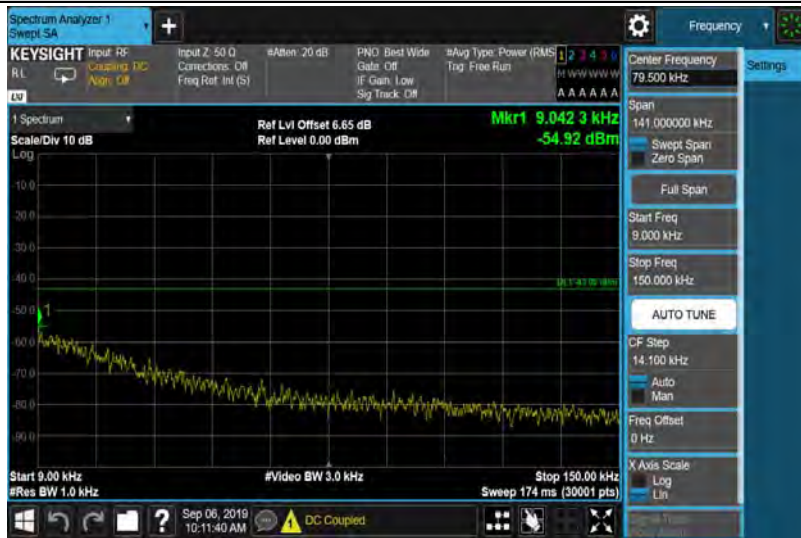 Spectrum Analyzer 1
Swept SA
+
Frequency
KEYSIGHT
RL
Input: RF
Coupling: DC
Align: Off
Input Z: 50 Ω
Corrections: Off
Freq Ref: Int (S)
#Atten: 20 dB
PNO: Best Wide
Gate: Off
IF Gain: Low
Sig Track: Off
#Avg Type: Power (RMS
Trig: Free Run
1 2 3 4 5 6
M W W W W W
A A A A A A
1 Spectrum
Scale/Div 10 dB
Log
Ref Lvl Offset 6.65 dB
Ref Level 0.00 dBm
Mkr1 9.042 3 kHz
-54.92 dBm
-10.0
-20.0
-30.0
-40.0
-50.0
-60.0
-70.0
-80.0
-90.0
1
Start 9.00 kHz
#Res BW 1.0 kHz
#Video BW 3.0 kHz
Stop 150.00 kHz
Sweep 174 ms (30001 pts)
Center Frequency
79.500 kHz
Settings
Span
141.000000 kHz
Swept Span
Zero Span
Full Span
Start Freq
9.000 kHz
Stop Freq
150.000 kHz
AUTO TUNE
CF Step
14.100 kHz
Auto
Man
Freq Offset
0 Hz
X Axis Scale
Log
Lin
?
Sep 06, 2019
10:11:40 AM
DC Coupled